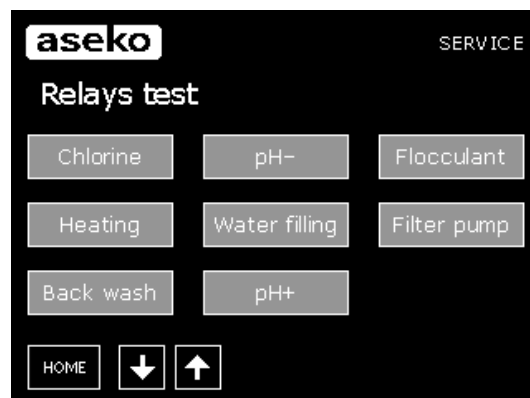 aseko SERVICE
Relays test
Chlorine pH- Flocculant
Heating Water filling Filter pump
Back wash pH+
HOME